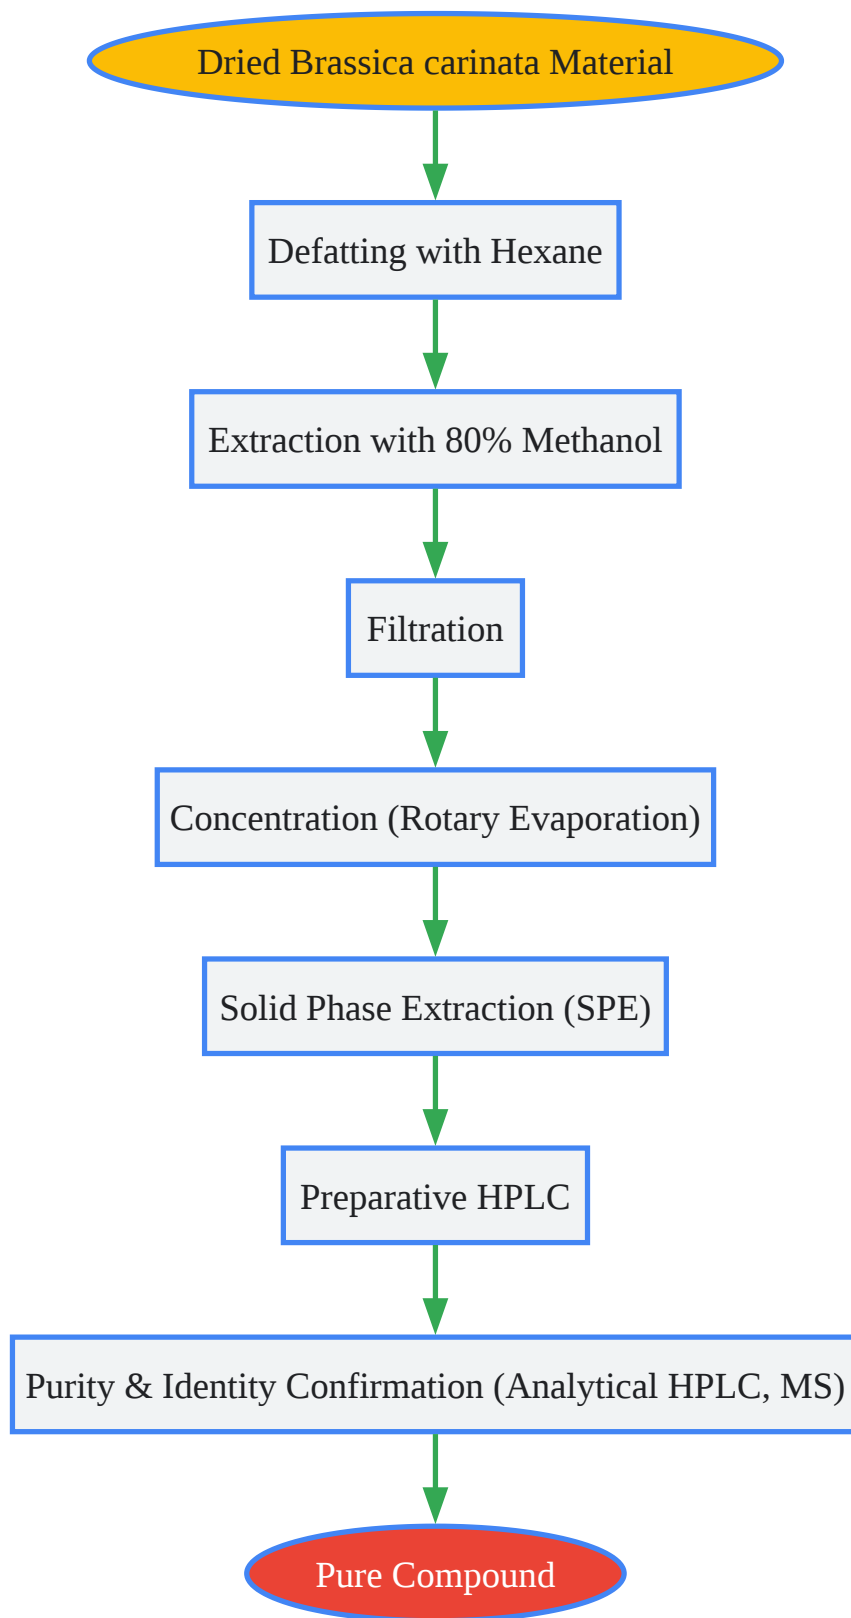 Dried Brassica carinata Material
Defatting with Hexane
Extraction with 80% Methanol
Filtration
Concentration (Rotary Evaporation)
Solid Phase Extraction (SPE)
Preparative HPLC
Purity & Identity Confirmation (Analytical HPLC, MS)
Pure Compound